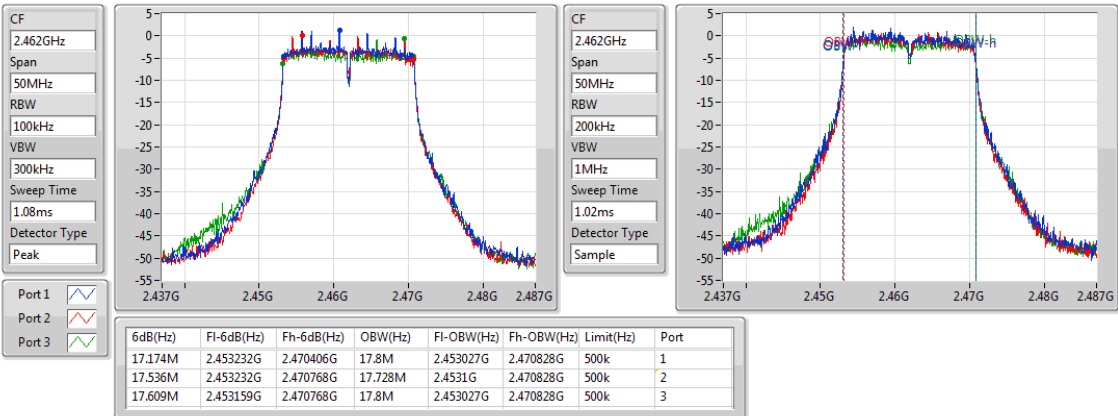 CF
2.462GHz
Span
50MHz
RBW
100kHz
VBW
300kHz
Sweep Time
1.08ms
Detector Type
Peak
Port 1
Port 2
Port 3
5
0
-5
-10
-15
-20
-25
-30
-35
-40
-45
-50
-55
2.437G 2.45G 2.46G 2.47G 2.48G 2.487G
CF
2.462GHz
Span
50MHz
RBW
200kHz
VBW
1MHz
Sweep Time
1.02ms
Detector Type
Sample
5
0
-5
-10
-15
-20
-25
-30
-35
-40
-45
-50
-55
OBW-h
2.437G 2.45G 2.46G 2.47G 2.48G 2.487G
6dB(Hz) Fl-6dB(Hz) Fh-6dB(Hz) OBW(Hz) Fl-OBW(Hz) Fh-OBW(Hz) Limit(Hz) Port
17.174M 2.453232G 2.470406G 17.8M 2.453027G 2.470828G 500k 1
17.536M 2.453232G 2.470768G 17.728M 2.4531G 2.470828G 500k 2
17.609M 2.453159G 2.470768G 17.8M 2.453027G 2.470828G 500k 3